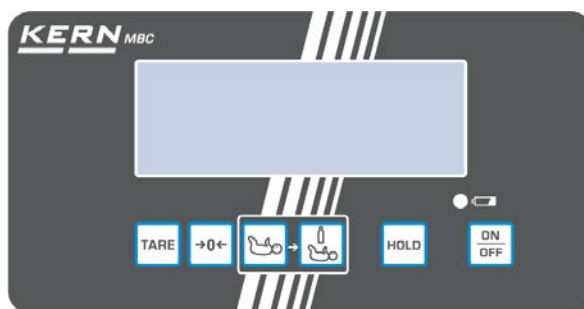 KERN MBC
TARE →0← HOLD ON
OFF